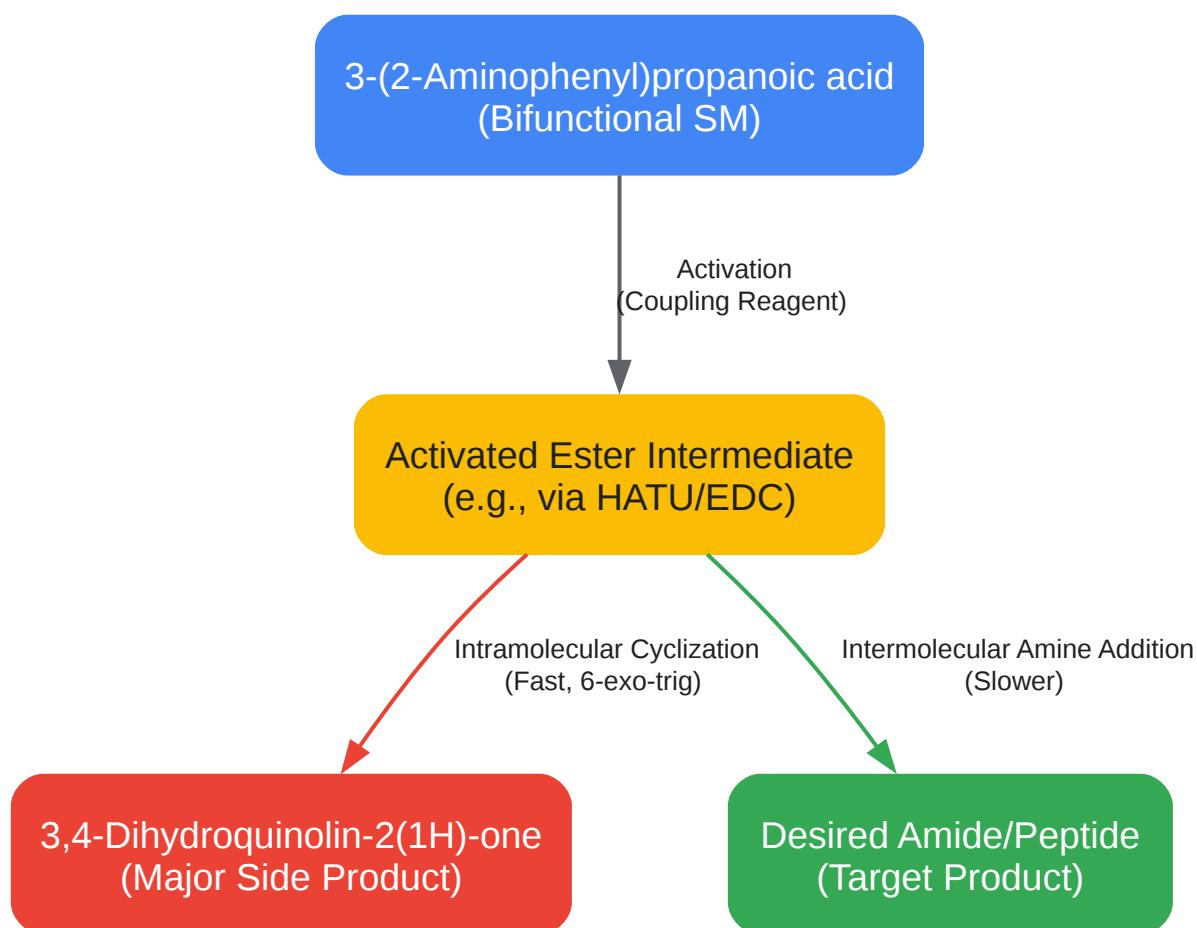 3-(2-Aminophenyl)propanoic acid
(Bifunctional SM)
Activation
(Coupling Reagent)
Activated Ester Intermediate
(e.g., via HATU/EDC)
Intramolecular Cyclization
(Fast, 6-exo-trig)
Intermolecular Amine Addition
(Slower)
3,4-Dihydroquinolin-2(1H)-one
(Major Side Product)
Desired Amide/Peptide
(Target Product)